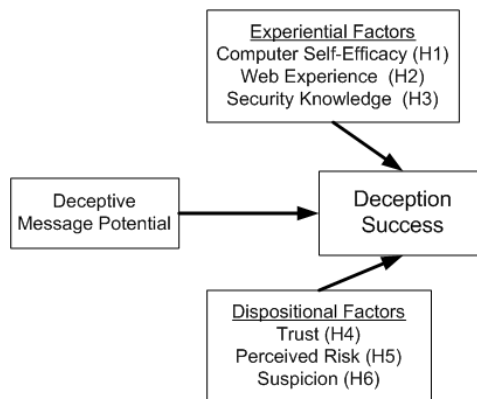 Experiential Factors
Computer Self-Efficacy (H1)
Web Experience (H2)
Security Knowledge (H3)
Deceptive
Message Potential
Deception
Success
Dispositional Factors
Trust (H4)
Perceived Risk (H5)
Suspicion (H6)